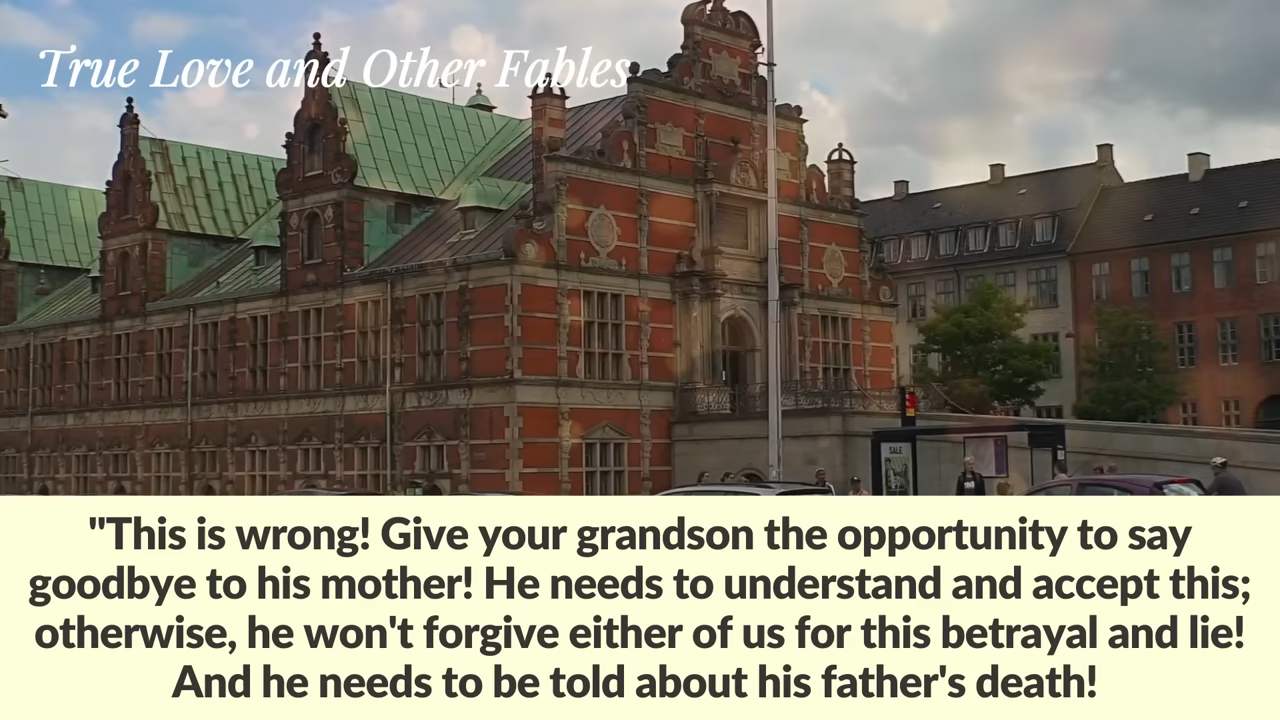 True Love and Other Fables
SALE
"This is wrong! Give your grandson the opportunity to say
goodbye to his mother! He needs to understand and accept this;
otherwise, he won't forgive either of us for this betrayal and lie!
And he needs to be told about his father's death!